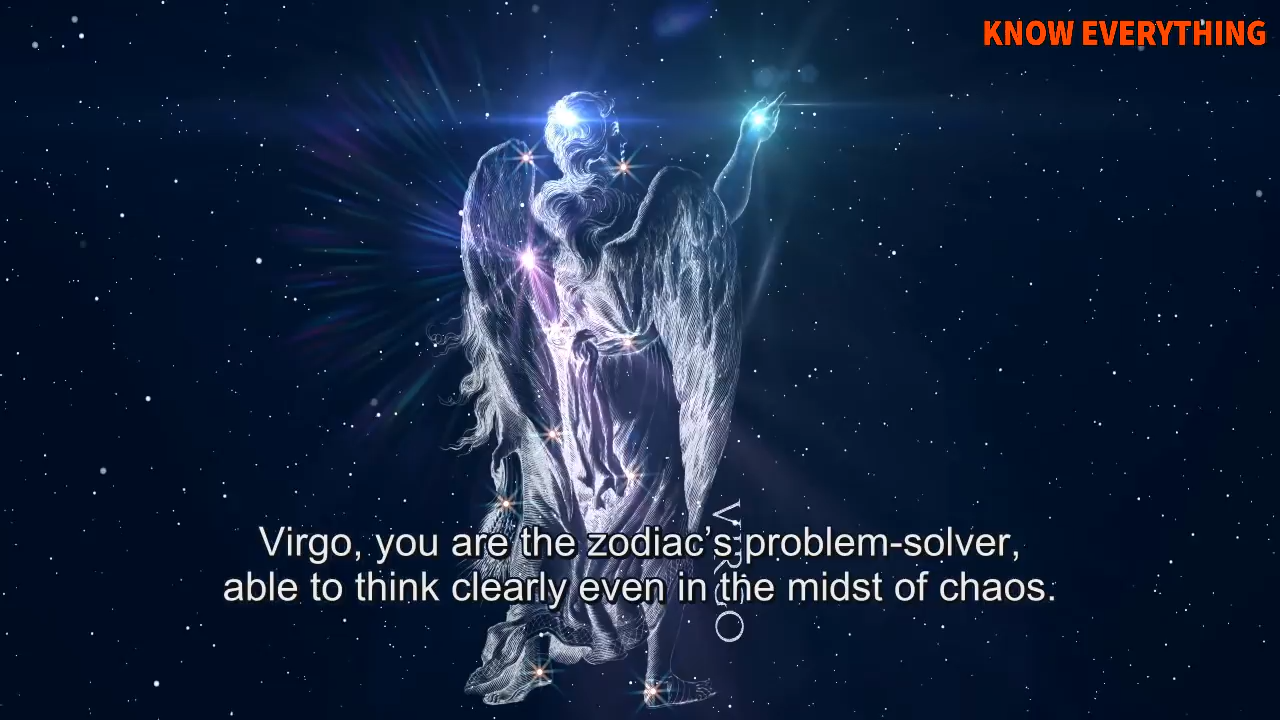 KNOW EVERYTHING
Virgo, you are the zodiac’s problem-solver,
able to think clearly even in the midst of chaos.
VIRGO